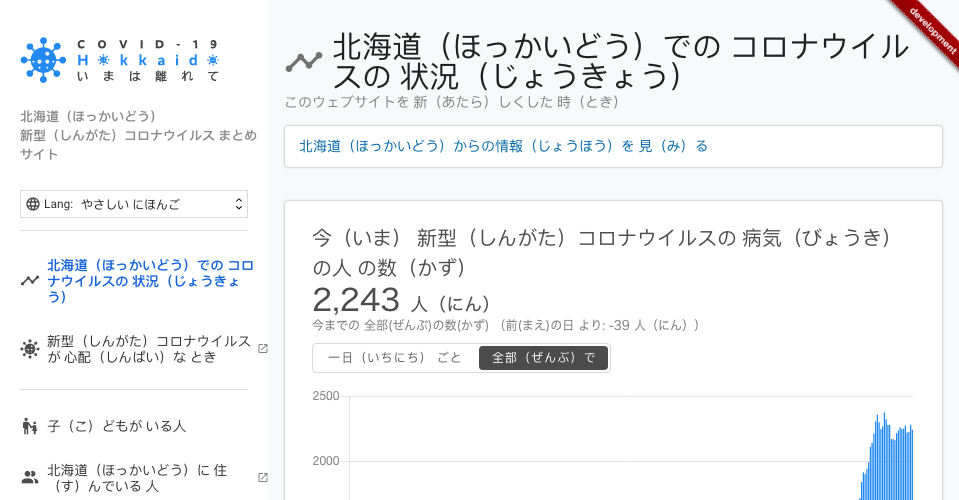 COVID-19
Hokkaido
いまは離れて
北海道（ほっかいどう）
新型（しんがた）コロナウイルス まとめ
サイト
Lang: やさしい にほんご
北海道（ほっかいどう）での コロ
ナウイルスの 状況（じょうきょ
う）
新型（しんがた）コロナウイルス
が 心配（しんぱい）な とき
子（こ）どもが いる人
北海道（ほっかいどう）に 住
（す）んでいる 人
development
北海道（ほっかいどう）での コロナウイル
スの 状況（じょうきょう）
このウェブサイトを 新（あたら）しくした 時（とき）
北海道（ほっかいどう）からの情報（じょうほう）を 見（み）る
今（いま） 新型（しんがた）コロナウイルスの 病気（びょうき）
の人 の数（かず）
2,243 人（にん）
今までの 全部(ぜんぶ)の数(かず) （前(まえ)の日 より: -39 人（にん））
一日（いちにち） ごと
全部（ぜんぶ）で
2500
2000